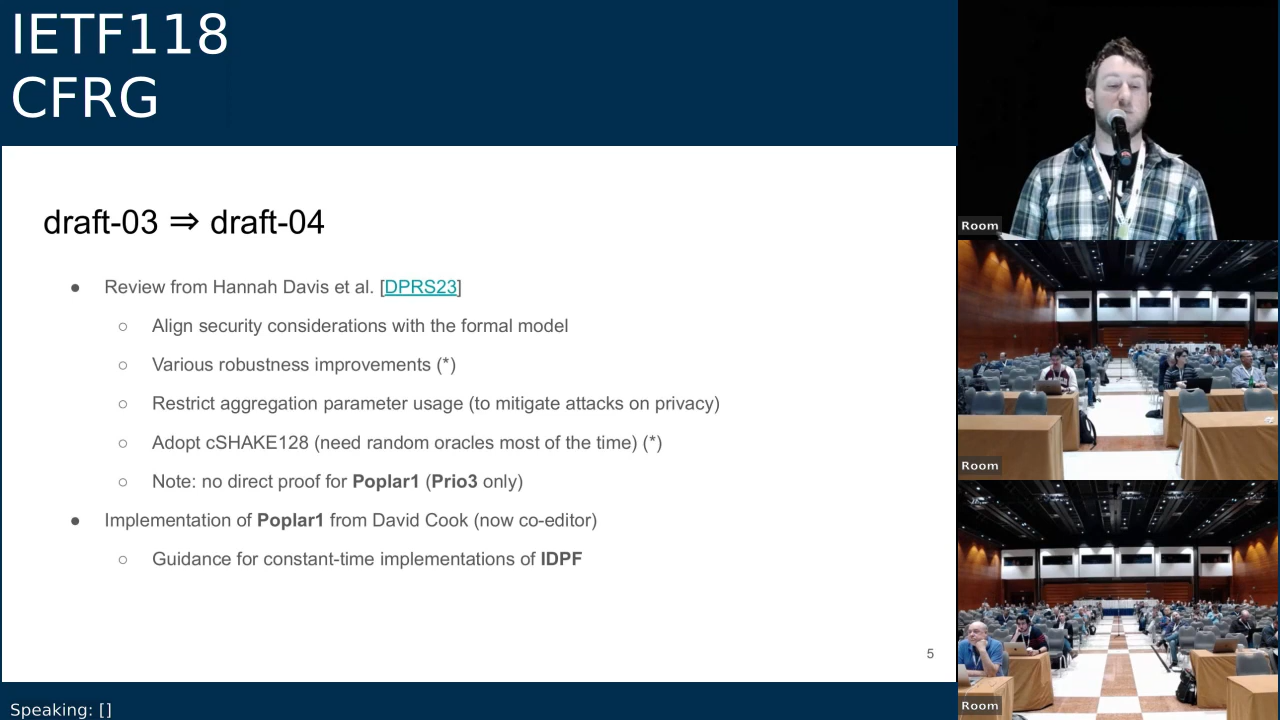 IETF118
CFRG
draft-03 ⇒ draft-04
● Review from Hannah Davis et al. [DPRS23]
○ Align security considerations with the formal model
○ Various robustness improvements (*)
○ Restrict aggregation parameter usage (to mitigate attacks on privacy)
○ Adopt cSHAKE128 (need random oracles most of the time) (*)
○ Note: no direct proof for Poplar1 (Prio3 only)
● Implementation of Poplar1 from David Cook (now co-editor)
○ Guidance for constant-time implementations of IDPF
5
Speaking: []
Room
Room
Room